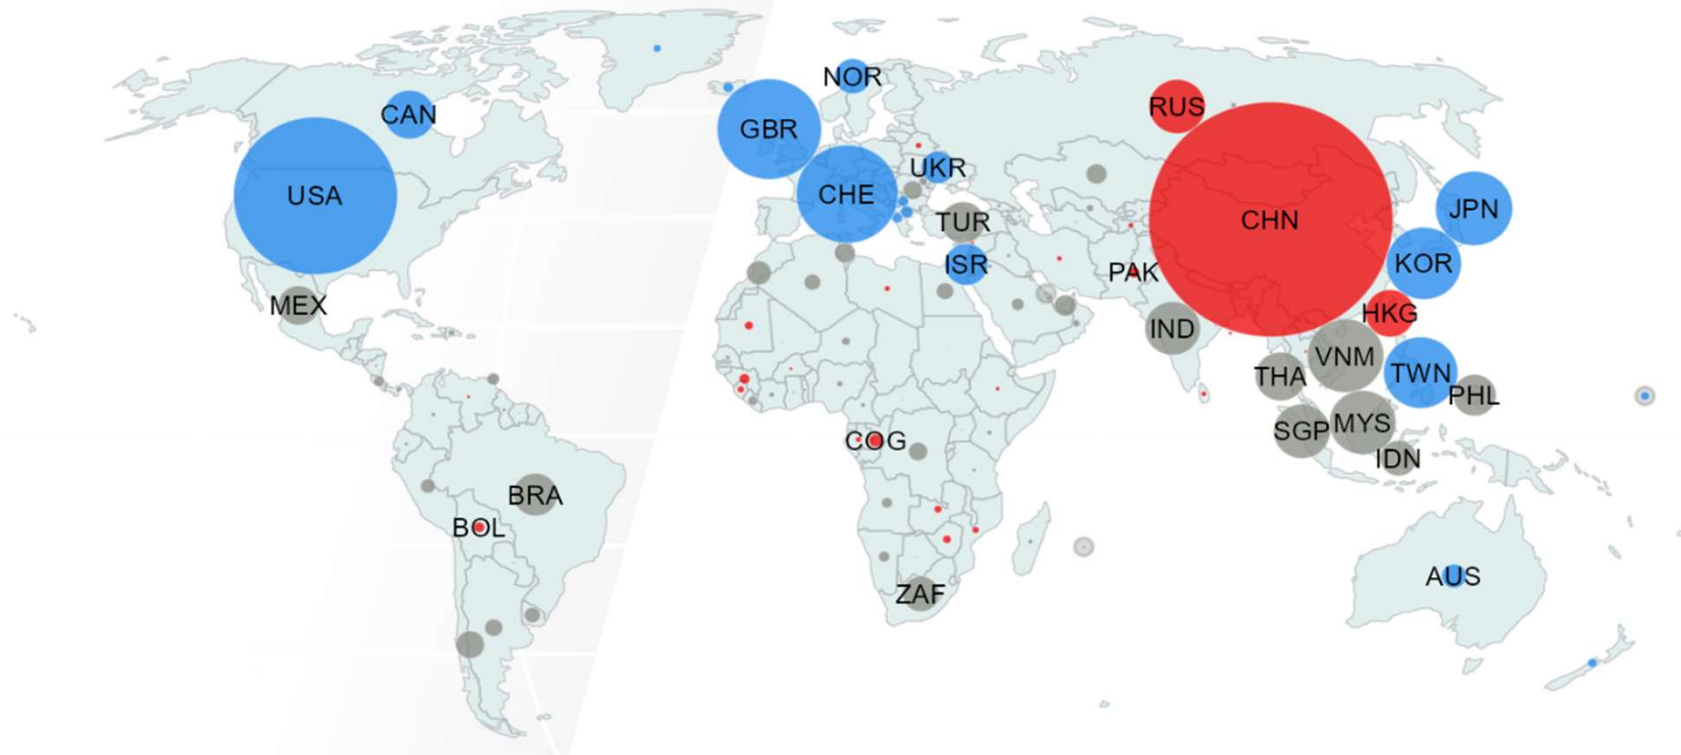 NOR
RUS
CAN
GBR
UKR
USA
CHE
JPN
TUR
CHN
ISR
KOR
PAK
MEX
HKG
IND
VNM
THA
TWN
PHL
MYS
SGP
COG
IDN
BRA
BOL
AUS
ZAF